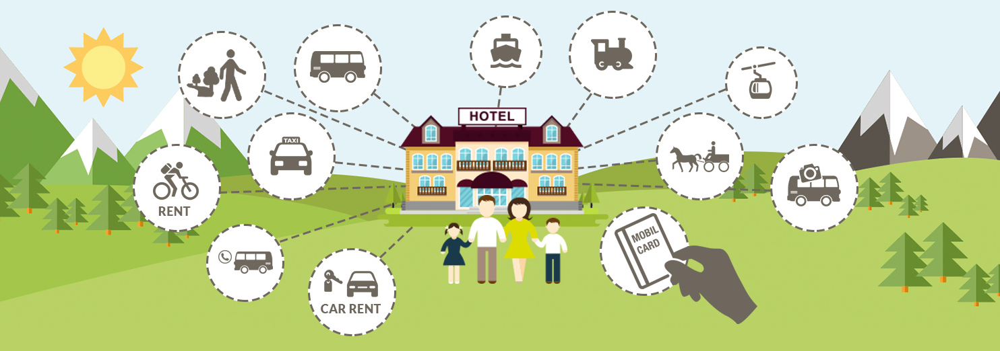 HOTEL
TAXI
RENT
MOBIL
CARD
CAR RENT